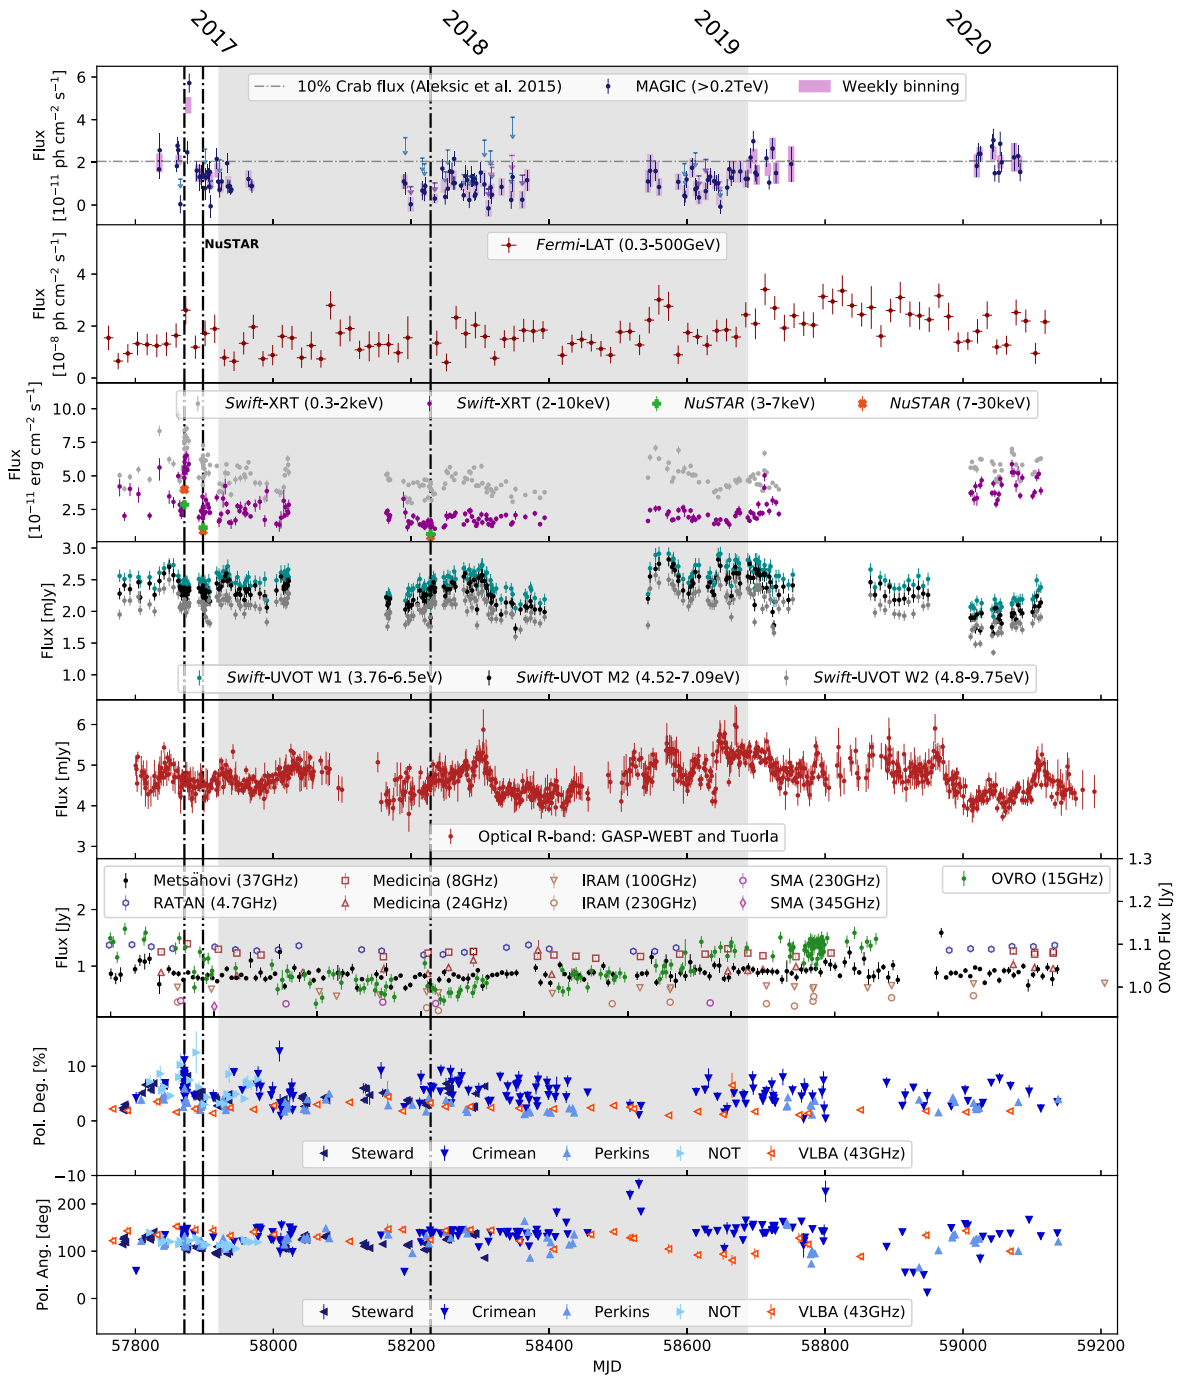 2017 2018 2019 2020
10% Crab flux (Aleksic et al. 2015) MAGIC (>0.2TeV) Weekly binning
Flux
[10⁻¹¹ ph cm⁻² s⁻¹]
6
4
2
0
NuSTAR
Fermi-LAT (0.3-500GeV)
Flux
[10⁻⁸ ph cm⁻² s⁻¹]
4
2
0
Swift-XRT (0.3-2keV) Swift-XRT (2-10keV) NuSTAR (3-7keV) NuSTAR (7-30keV)
Flux
[10⁻¹¹ erg cm⁻² s⁻¹]
10.0
7.5
5.0
2.5
Flux [mJy]
3.0
2.5
2.0
1.5
1.0
Swift-UVOT W1 (3.76-6.5eV) Swift-UVOT M2 (4.52-7.09eV) Swift-UVOT W2 (4.8-9.75eV)
Flux [mJy]
6
5
4
3
Optical R-band: GASP-WEBT and Tuorla
Metsähovi (37GHz) Medicina (8GHz) IRAM (100GHz) SMA (230GHz) OVRO (15GHz)
RATAN (4.7GHz) Medicina (24GHz) IRAM (230GHz) SMA (345GHz)
Flux [Jy]
2
1
OVRO Flux [Jy]
1.3
1.2
1.1
1.0
Pol. Deg. [%]
10
0
−10
Steward Crimean Perkins NOT VLBA (43GHz)
Pol. Ang. [deg]
200
100
0
Steward Crimean Perkins NOT VLBA (43GHz)
57800 58000 58200 58400 58600 58800 59000 59200
MJD